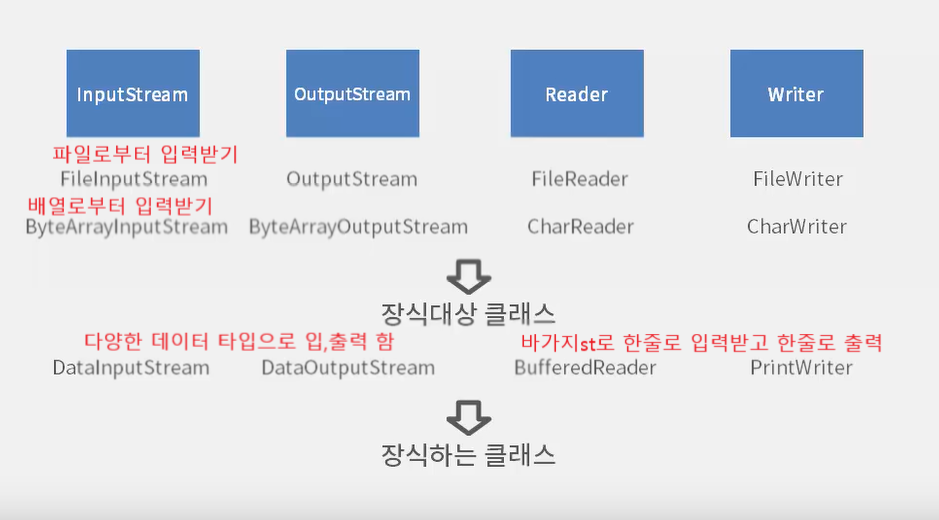 InputStream
OutputStream
Reader
Writer
파일로부터 입력받기
FileInputStream
OutputStream
FileReader
FileWriter
배열로부터 입력받기
ByteArrayInputStream
ByteArrayOutputStream
CharReader
CharWriter
장식대상 클래스
다양한 데이터 타입으로 입,출력 함
바가지st로 한줄로 입력받고 한줄로 출력
DataInputStream
DataOutputStream
BufferedReader
PrintWriter
장식하는 클래스